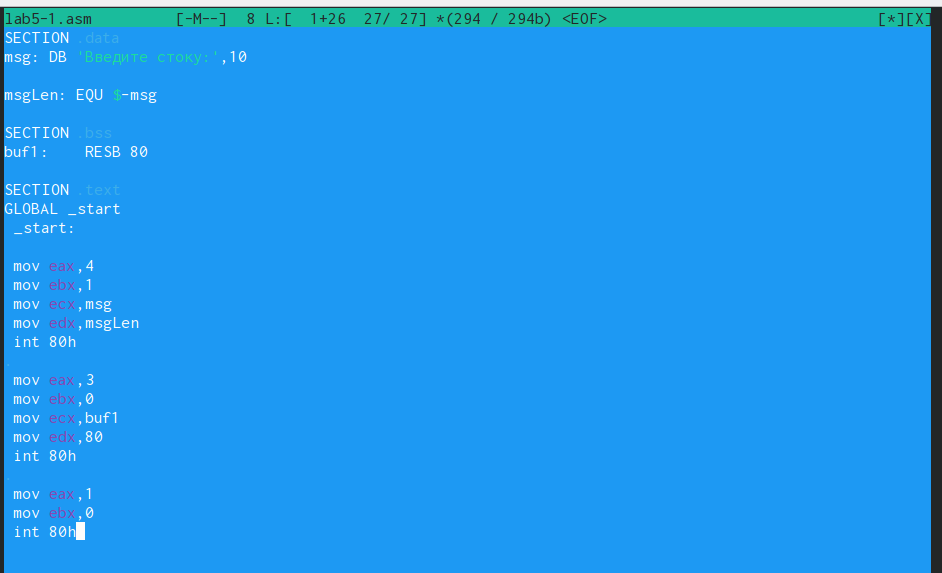 lab5-1.asm [-M--] 8 L:[ 1+26 27/ 27] *(294 / 294b) <EOF> [*][X]
SECTION .data
msg: DB 'Введите стоку:',10
msgLen: EQU $-msg
SECTION .bss
buf1: RESB 80
SECTION .text
GLOBAL _start
_start:
mov eax,4
mov ebx,1
mov ecx,msg
mov edx,msgLen
int 80h
.
mov eax,3
mov ebx,0
mov ecx,buf1
mov edx,80
int 80h
.
mov eax,1
mov ebx,0
int 80h